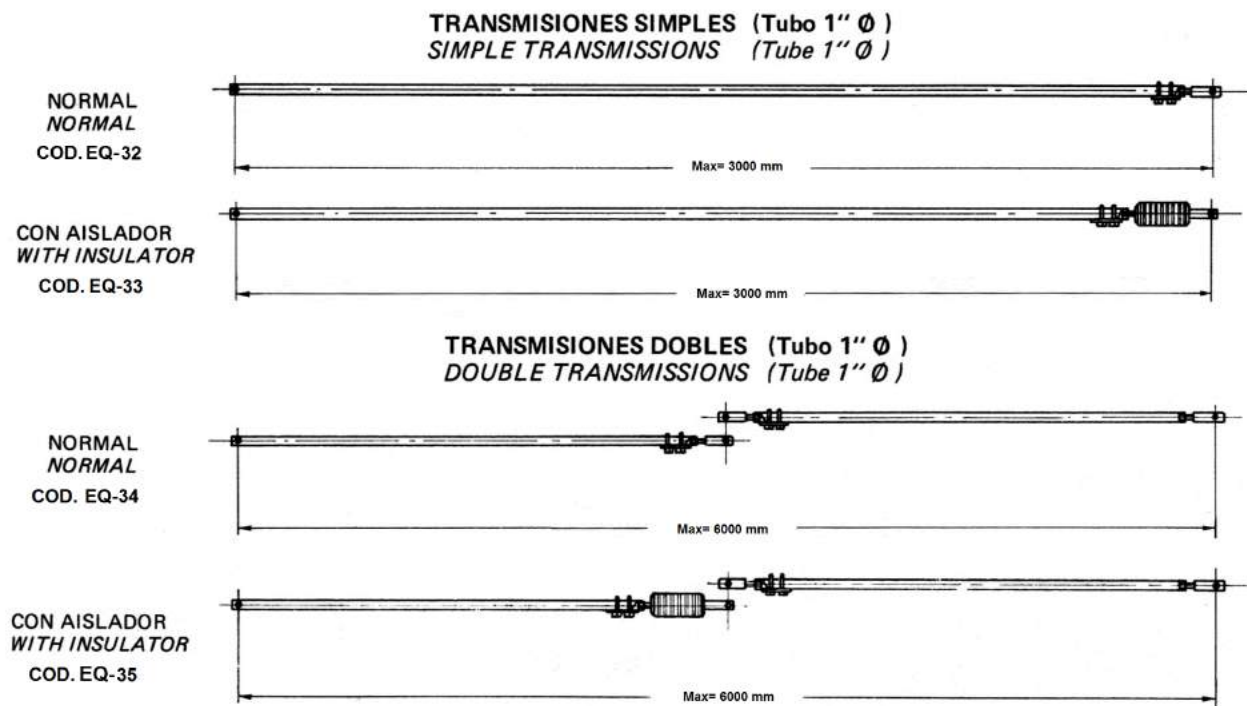 TRANSMISIONES SIMPLES (Tubo 1'' Ø )
SIMPLE TRANSMISSIONS (Tube 1'' Ø )
NORMAL
NORMAL
COD. EQ-32
Max= 3000 mm
CON AISLADOR
WITH INSULATOR
COD. EQ-33
Max= 3000 mm
TRANSMISIONES DOBLES (Tubo 1'' Ø )
DOUBLE TRANSMISSIONS (Tube 1'' Ø )
NORMAL
NORMAL
COD. EQ-34
Max= 6000 mm
CON AISLADOR
WITH INSULATOR
COD. EQ-35
Max= 6000 mm